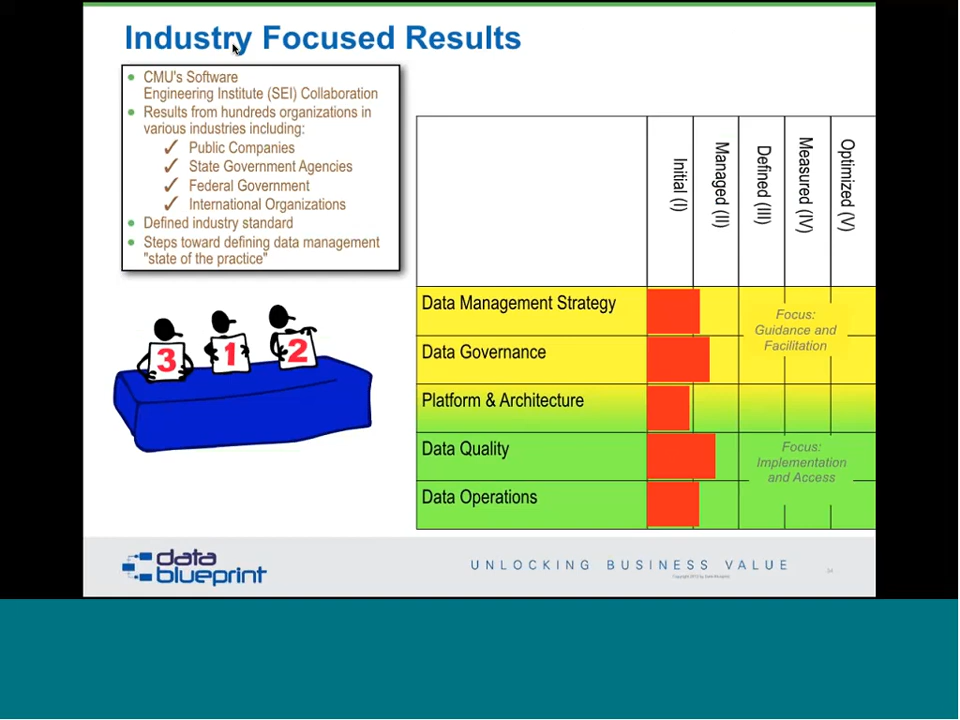 Industry Focused Results
CMU's Software
Engineering Institute (SEI) Collaboration
Results from hundreds organizations in
various industries including:
Public Companies
State Government Agencies
Federal Government
International Organizations
Defined industry standard
Steps toward defining data management
"state of the practice"
3
1
2
Initial (I)
Managed (II)
Defined (III)
Measured (IV)
Optimized (V)
Data Management Strategy
Data Governance
Platform & Architecture
Data Quality
Data Operations
Focus:
Guidance and
Facilitation
Focus:
Implementation
and Access
data
blueprint
UNLOCKING BUSINESS VALUE